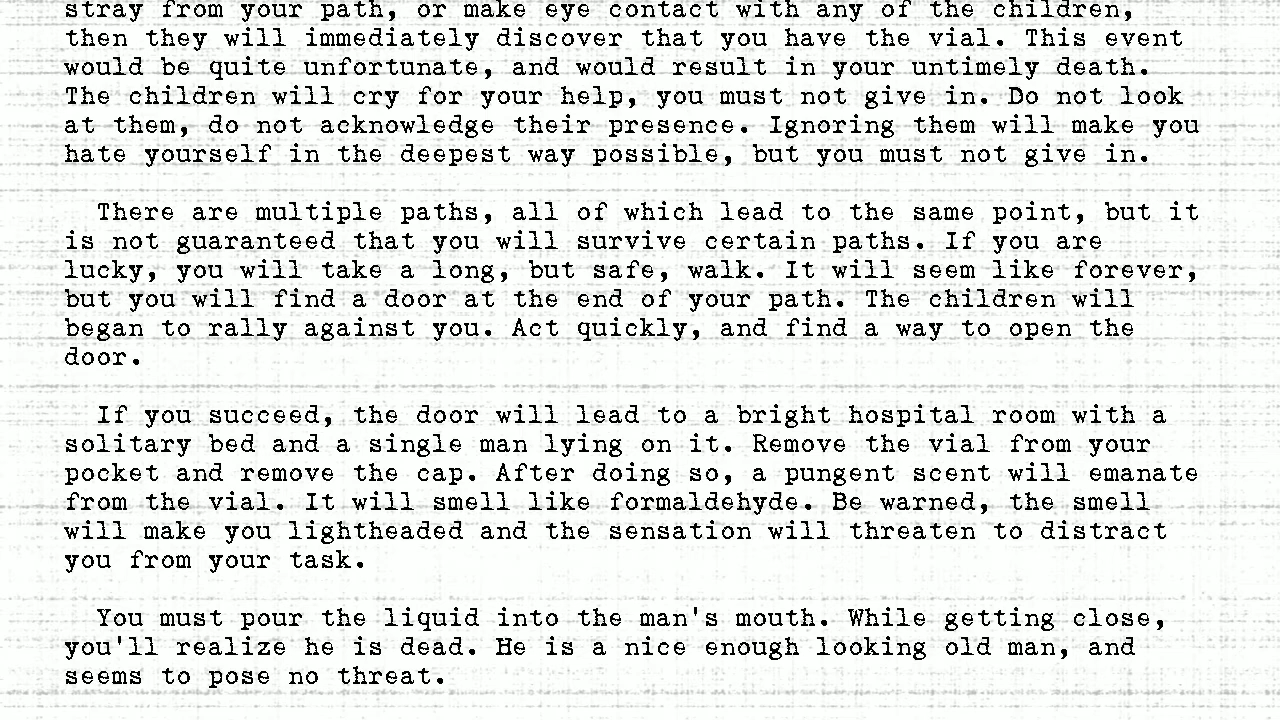 stray from your path, or make eye contact with any of the children,
then they will immediately discover that you have the vial. This event
would be quite unfortunate, and would result in your untimely death.
The children will cry for your help, you must not give in. Do not look
at them, do not acknowledge their presence. Ignoring them will make you
hate yourself in the deepest way possible, but you must not give in.
There are multiple paths, all of which lead to the same point, but it
is not guaranteed that you will survive certain paths. If you are
lucky, you will take a long, but safe, walk. It will seem like forever,
but you will find a door at the end of your path. The children will
began to rally against you. Act quickly, and find a way to open the
door.
If you succeed, the door will lead to a bright hospital room with a
solitary bed and a single man lying on it. Remove the vial from your
pocket and remove the cap. After doing so, a pungent scent will emanate
from the vial. It will smell like formaldehyde. Be warned, the smell
will make you lightheaded and the sensation will threaten to distract
you from your task.
You must pour the liquid into the man's mouth. While getting close,
you'll realize he is dead. He is a nice enough looking old man, and
seems to pose no threat.